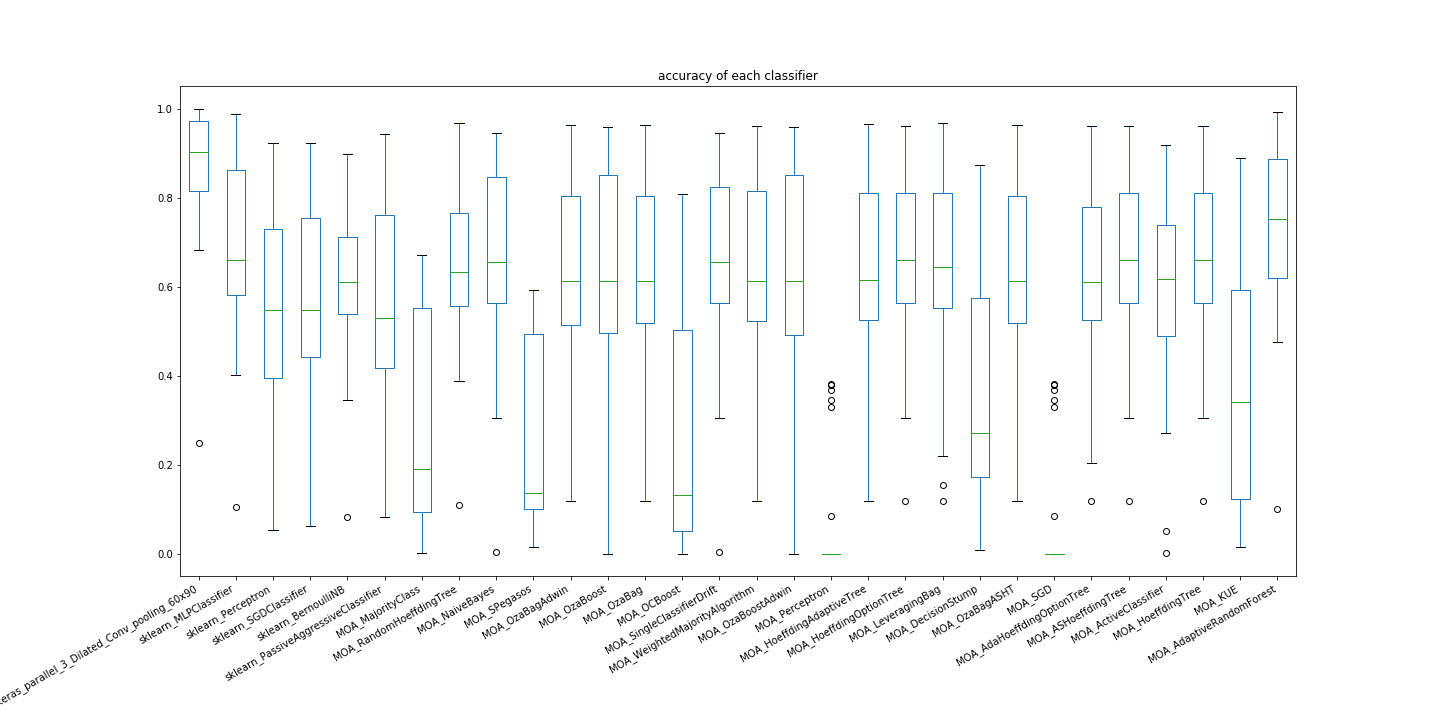 accuracy of each classifier
1.0
0.8
0.6
0.4
0.2
0.0
eras_parallel_3_Dilated_Conv_pooling_60x90
sklearn_MLPClassifier
sklearn_Perceptron
sklearn_SGDClassifier
sklearn_BernoulliNB
sklearn_PassiveAggressiveClassifier
MOA_MajorityClass
MOA_RandomHoeffdingTree
MOA_NaiveBayes
MOA_SPegasos
MOA_OzaBagAdwin
MOA_OzaBoost
MOA_OzaBag
MOA_OCBoost
MOA_SingleClassifierDrift
MOA_WeightedMajorityAlgorithm
MOA_OzaBoostAdwin
MOA_Perceptron
MOA_HoeffdingAdaptiveTree
MOA_HoeffdingOptionTree
MOA_LeveragingBag
MOA_DecisionStump
MOA_OzaBagASHT
MOA_SGD
MOA_AdaHoeffdingOptionTree
MOA_ASHoeffdingTree
MOA_ActiveClassifier
MOA_HoeffdingTree
MOA_KUE
MOA_AdaptiveRandomForest